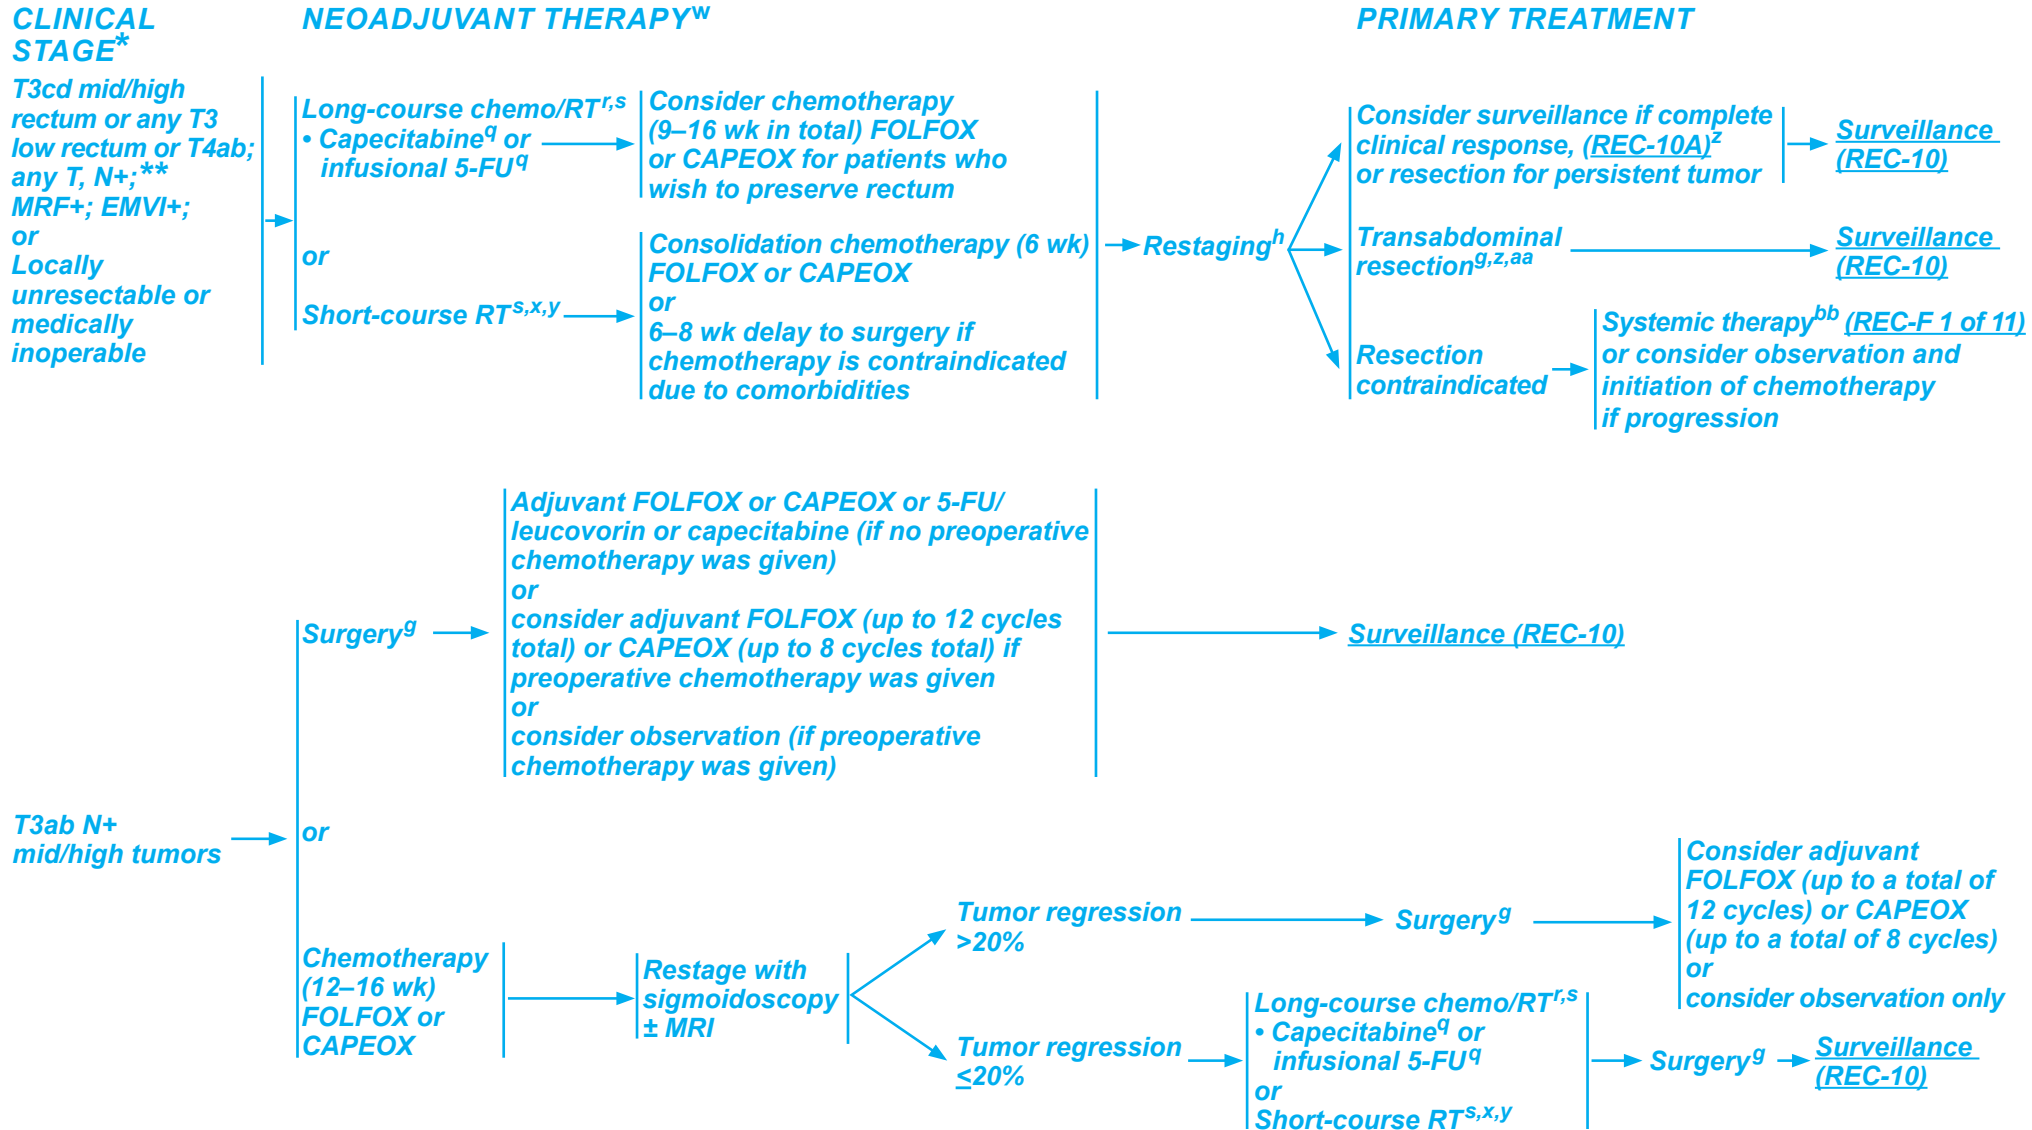 CLINICAL
STAGE*
NEOADJUVANT THERAPYw
PRIMARY TREATMENT
T3cd mid/high
rectum or any T3
low rectum or T4ab;
any T, N+;**
MRF+; EMVI+;
or
Locally
unresectable or
medically
inoperable
Long-course chemo/RTr,s
• Capecitabineq or
infusional 5-FUq
or
Short-course RTs,x,y
Consider chemotherapy
(9–16 wk in total) FOLFOX
or CAPEOX for patients who
wish to preserve rectum
Consolidation chemotherapy (6 wk)
FOLFOX or CAPEOX
or
6–8 wk delay to surgery if
chemotherapy is contraindicated
due to comorbidities
Restagingh
Consider surveillance if complete
clinical response, (REC-10A)z
or resection for persistent tumor
Surveillance
(REC-10)
Transabdominal
resectiong,z,aa
Surveillance
(REC-10)
Resection
contraindicated
Systemic therapybb (REC-F 1 of 11)
or consider observation and
initiation of chemotherapy
if progression
T3ab N+
mid/high tumors
Surgeryg
Adjuvant FOLFOX or CAPEOX or 5-FU/
leucovorin or capecitabine (if no preoperative
chemotherapy was given)
or
consider adjuvant FOLFOX (up to 12 cycles
total) or CAPEOX (up to 8 cycles total) if
preoperative chemotherapy was given
or
consider observation (if preoperative
chemotherapy was given)
Surveillance (REC-10)
or
Chemotherapy
(12–16 wk)
FOLFOX or
CAPEOX
Restage with
sigmoidoscopy
± MRI
Tumor regression
>20%
Surgeryg
Consider adjuvant
FOLFOX (up to a total of
12 cycles) or CAPEOX
(up to a total of 8 cycles)
or
consider observation only
Tumor regression
≤20%
Long-course chemo/RTr,s
• Capecitabineq or
infusional 5-FUq
or
Short-course RTs,x,y
Surgeryg
Surveillance
(REC-10)